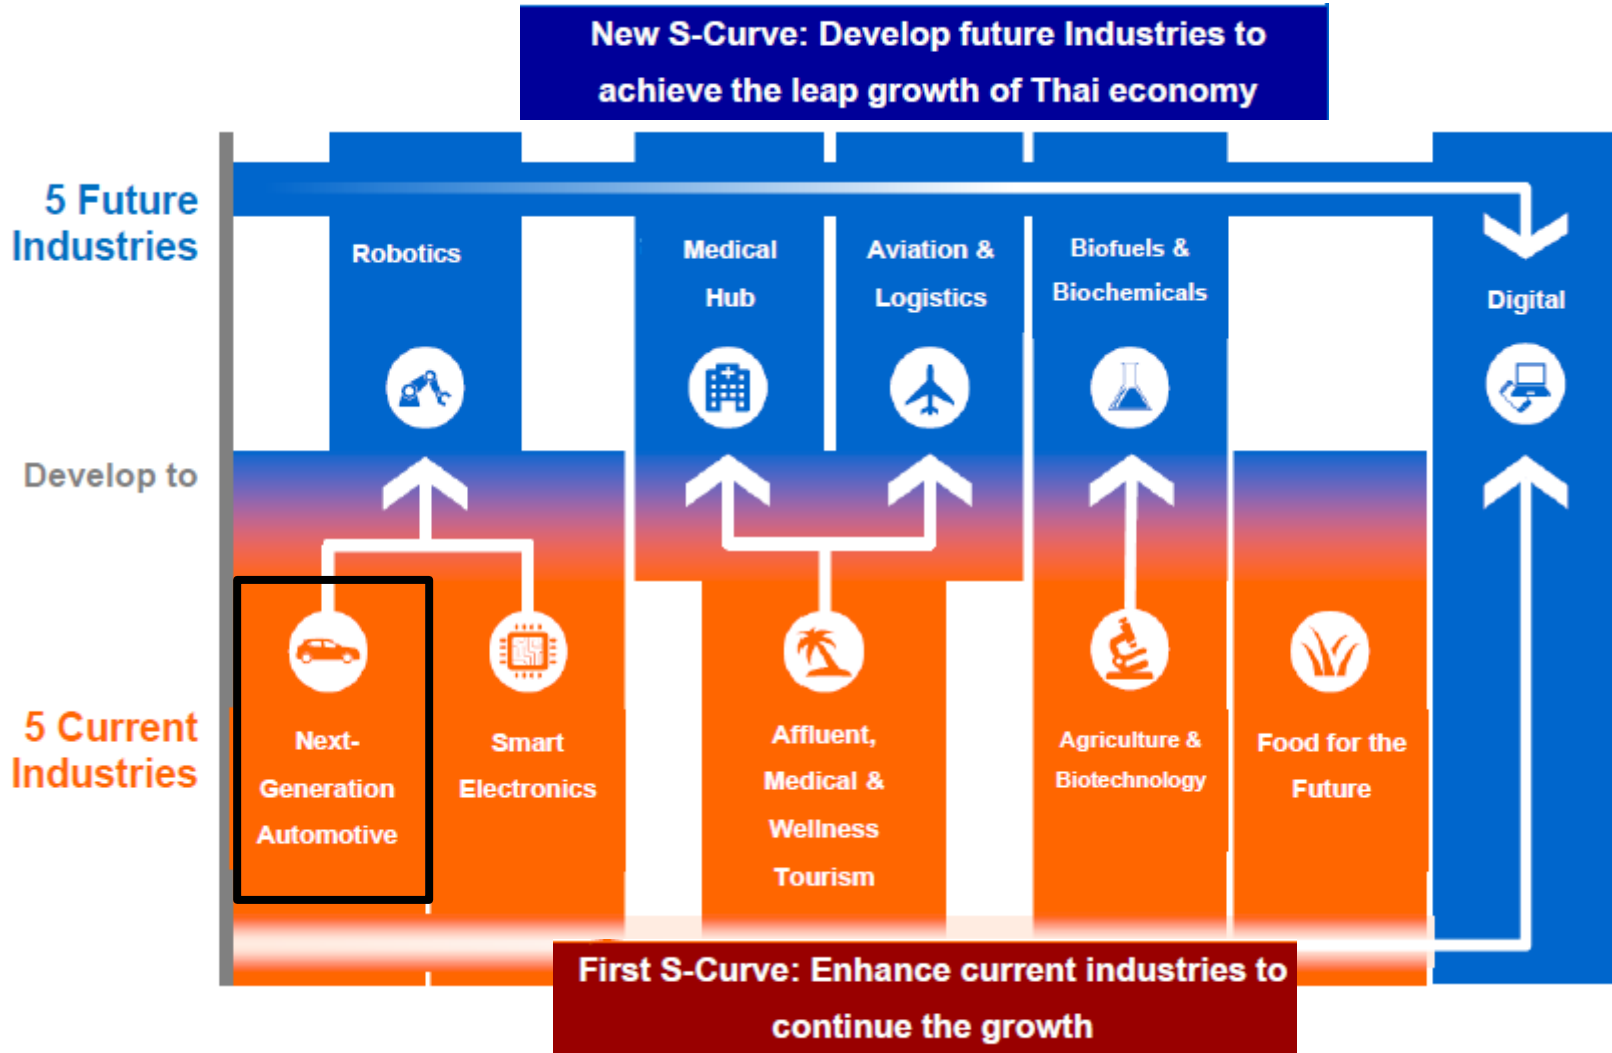 New S-Curve: Develop future Industries to
achieve the leap growth of Thai economy
5 Future
Industries
Robotics
Medical
Hub
Aviation &
Logistics
Biofuels &
Biochemicals
Digital
Develop to
5 Current
Industries
Next-
Generation
Automotive
Smart
Electronics
Affluent,
Medical &
Wellness
Tourism
Agriculture &
Biotechnology
Food for the
Future
First S-Curve: Enhance current industries to
continue the growth